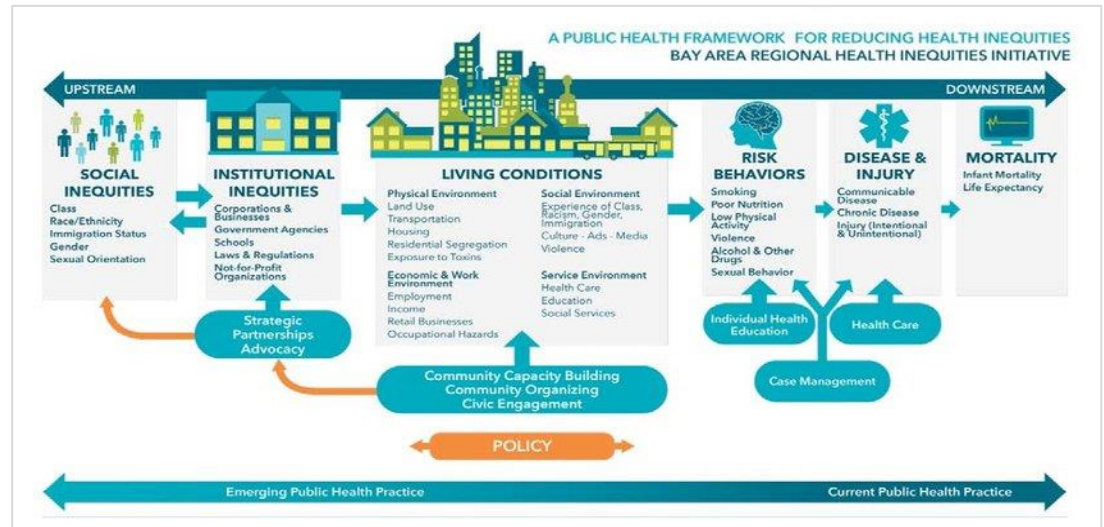 A PUBLIC HEALTH FRAMEWORK FOR REDUCING HEALTH INEQUITIES
BAY AREA REGIONAL HEALTH INEQUITIES INITIATIVE
UPSTREAM
DOWNSTREAM
SOCIAL
INEQUITIES
Class
Race/Ethnicity
Immigration Status
Gender
Sexual Orientation
INSTITUTIONAL
INEQUITIES
Corporations &
Businesses
Government Agencies
Schools
Laws & Regulations
Not-for-Profit
Organizations
LIVING CONDITIONS
Physical Environment
Land Use
Transportation
Housing
Residential Segregation
Exposure to Toxins
Economic & Work
Environment
Employment
Income
Retail Businesses
Occupational Hazards
Social Environment
Experience of Class,
Racism, Gender,
Immigration
Culture - Ads - Media
Violence
Service Environment
Health Care
Education
Social Services
RISK
BEHAVIORS
Smoking
Poor Nutrition
Low Physical
Activity
Violence
Alcohol & Other
Drugs
Sexual Behavior
DISEASE &
INJURY
Communicable
Disease
Chronic Disease
Injury (Intentional
& Unintentional)
MORTALITY
Infant Mortality
Life Expectancy
Strategic
Partnerships
Advocacy
Community Capacity Building
Community Organizing
Civic Engagement
Individual Health
Education
Health Care
Case Management
POLICY
Emerging Public Health Practice
Current Public Health Practice